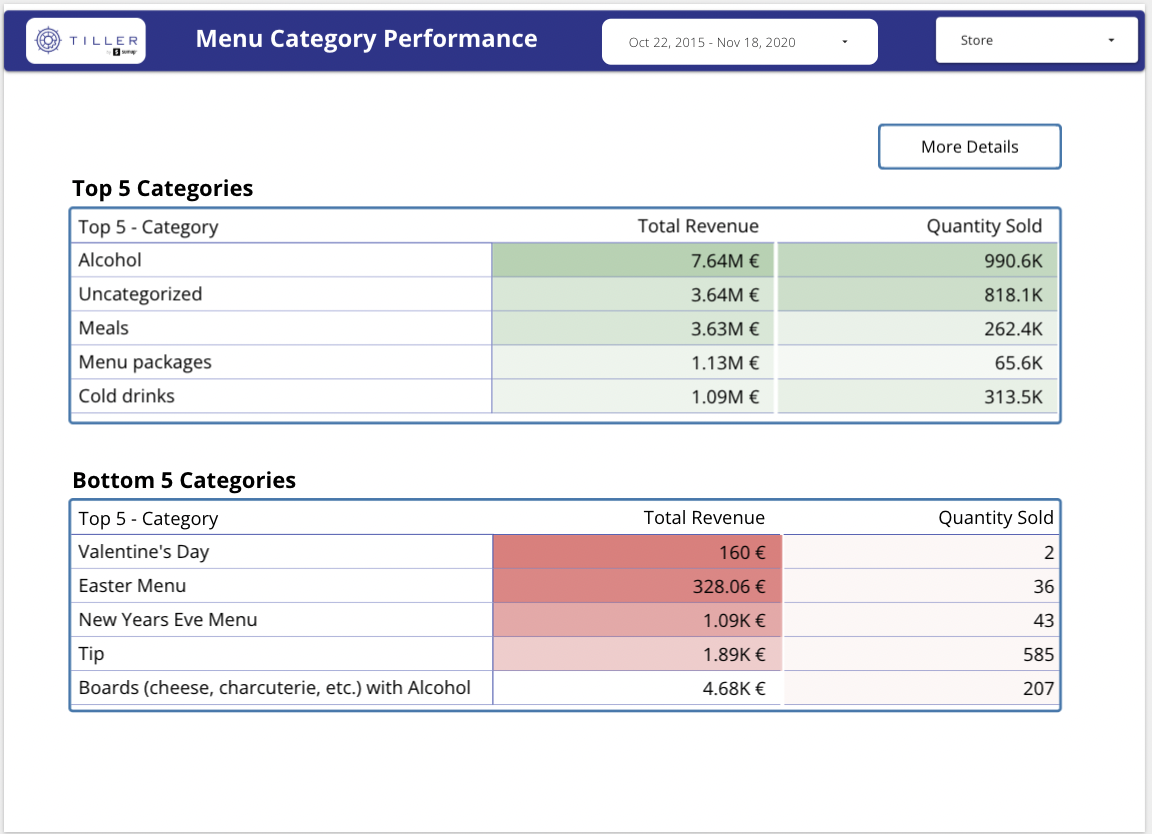 TILLER
by sumup
Menu Category Performance
Oct 22, 2015 - Nov 18, 2020
Store
More Details
Top 5 Categories
Top 5 - Category Total Revenue Quantity Sold
Alcohol 7.64M € 990.6K
Uncategorized 3.64M € 818.1K
Meals 3.63M € 262.4K
Menu packages 1.13M € 65.6K
Cold drinks 1.09M € 313.5K
Bottom 5 Categories
Top 5 - Category Total Revenue Quantity Sold
Valentine's Day 160 € 2
Easter Menu 328.06 € 36
New Years Eve Menu 1.09K € 43
Tip 1.89K € 585
Boards (cheese, charcuterie, etc.) with Alcohol 4.68K € 207